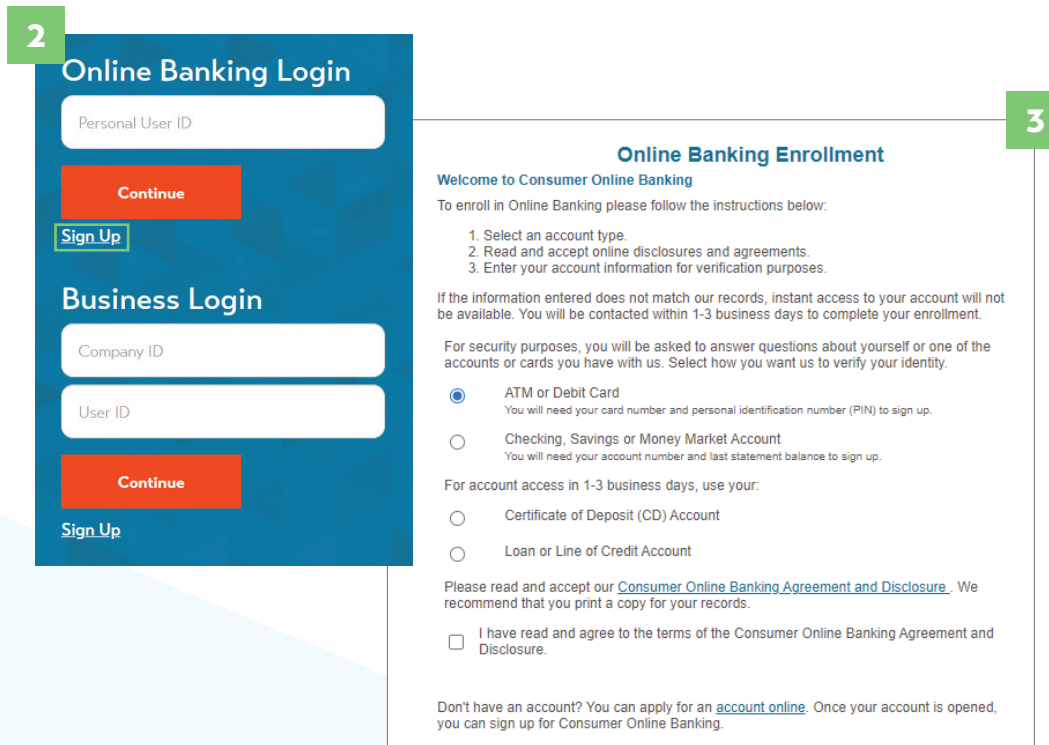 2
Online Banking Login
Personal User ID
Continue
Sign Up
Business Login
Company ID
User ID
Continue
Sign Up
3
Online Banking Enrollment
Welcome to Consumer Online Banking
To enroll in Online Banking please follow the instructions below:
1. Select an account type.
2. Read and accept online disclosures and agreements.
3. Enter your account information for verification purposes.
If the information entered does not match our records, instant access to your account will not
be available. You will be contacted within 1-3 business days to complete your enrollment.
For security purposes, you will be asked to answer questions about yourself or one of the
accounts or cards you have with us. Select how you want us to verify your identity.
ATM or Debit Card
You will need your card number and personal identification number (PIN) to sign up.
Checking, Savings or Money Market Account
You will need your account number and last statement balance to sign up.
For account access in 1-3 business days, use your:
Certificate of Deposit (CD) Account
Loan or Line of Credit Account
Please read and accept our Consumer Online Banking Agreement and Disclosure . We
recommend that you print a copy for your records.
I have read and agree to the terms of the Consumer Online Banking Agreement and
Disclosure.
Don't have an account? You can apply for an account online. Once your account is opened,
you can sign up for Consumer Online Banking.